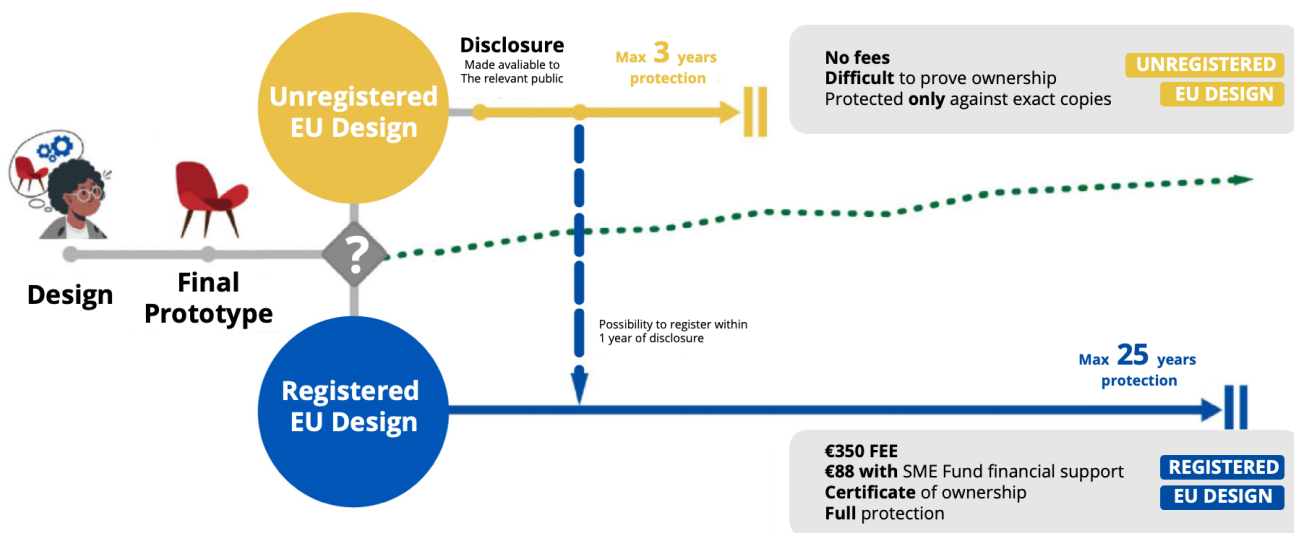 Design
Final
Prototype
?
Unregistered
EU Design
Disclosure
Made avaliable to
The relevant public
Max 3 years
protection
No fees
Difficult to prove ownership
Protected only against exact copies
UNREGISTERED
EU DESIGN
Possibility to register within
1 year of disclosure
Registered
EU Design
Max 25 years
protection
€350 FEE
€88 with SME Fund financial support
Certificate of ownership
Full protection
REGISTERED
EU DESIGN